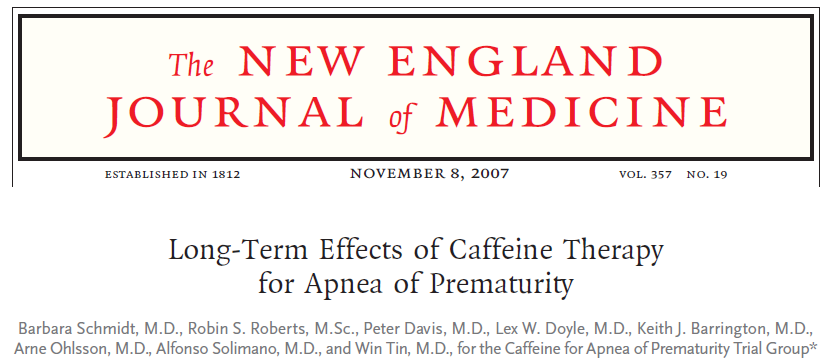 The NEW ENGLAND
JOURNAL of MEDICINE
ESTABLISHED IN 1812 NOVEMBER 8, 2007 VOL. 357 NO. 19
Long-Term Effects of Caffeine Therapy
for Apnea of Prematurity
Barbara Schmidt, M.D., Robin S. Roberts, M.Sc., Peter Davis, M.D., Lex W. Doyle, M.D., Keith J. Barrington, M.D.,
Arne Ohlsson, M.D., Alfonso Solimano, M.D., and Win Tin, M.D., for the Caffeine for Apnea of Prematurity Trial Group*